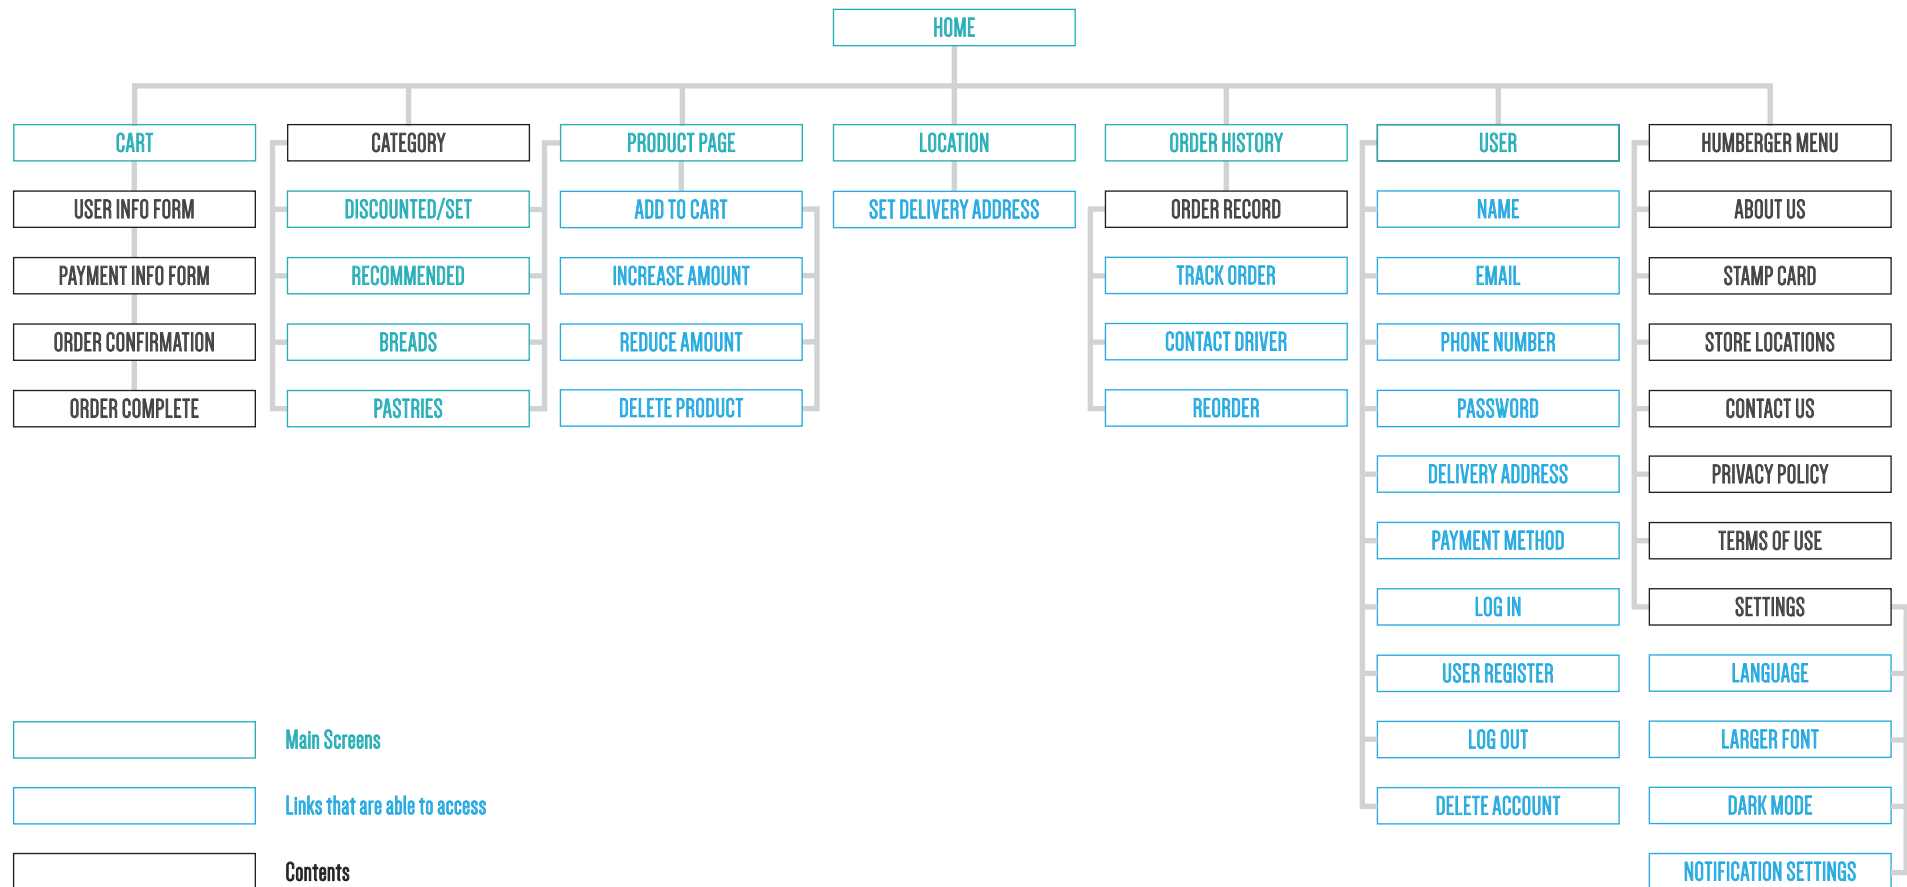 HOME
CART
CATEGORY
PRODUCT PAGE
LOCATION
ORDER HISTORY
USER
HUMBERGER MENU
USER INFO FORM
DISCOUNTED/SET
ADD TO CART
SET DELIVERY ADDRESS
ORDER RECORD
NAME
ABOUT US
PAYMENT INFO FORM
RECOMMENDED
INCREASE AMOUNT
TRACK ORDER
EMAIL
STAMP CARD
ORDER CONFIRMATION
BREADS
REDUCE AMOUNT
CONTACT DRIVER
PHONE NUMBER
STORE LOCATIONS
ORDER COMPLETE
PASTRIES
DELETE PRODUCT
REORDER
PASSWORD
CONTACT US
DELIVERY ADDRESS
PRIVACY POLICY
PAYMENT METHOD
TERMS OF USE
LOG IN
SETTINGS
USER REGISTER
LANGUAGE
Main Screens
LOG OUT
LARGER FONT
Links that are able to access
DELETE ACCOUNT
DARK MODE
Contents
NOTIFICATION SETTINGS